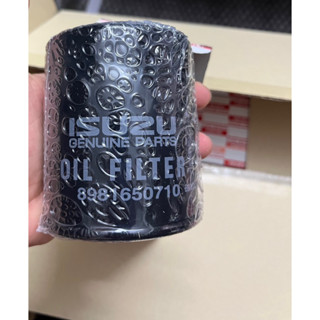 ISUZU
GENUINE PARTS
OIL FILTER
8981650710